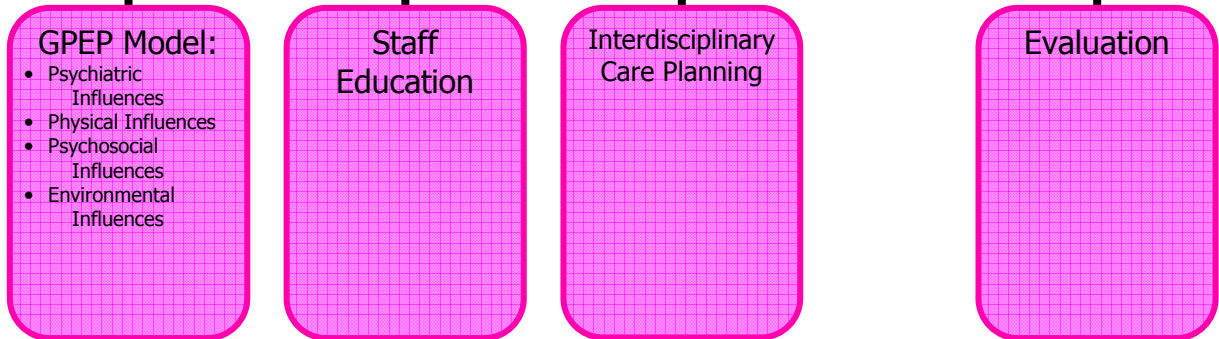 GPEP Model:
• Psychiatric
Influences
• Physical Influences
• Psychosocial
Influences
• Environmental
Influences
Staff
Education
Interdisciplinary
Care Planning
Evaluation